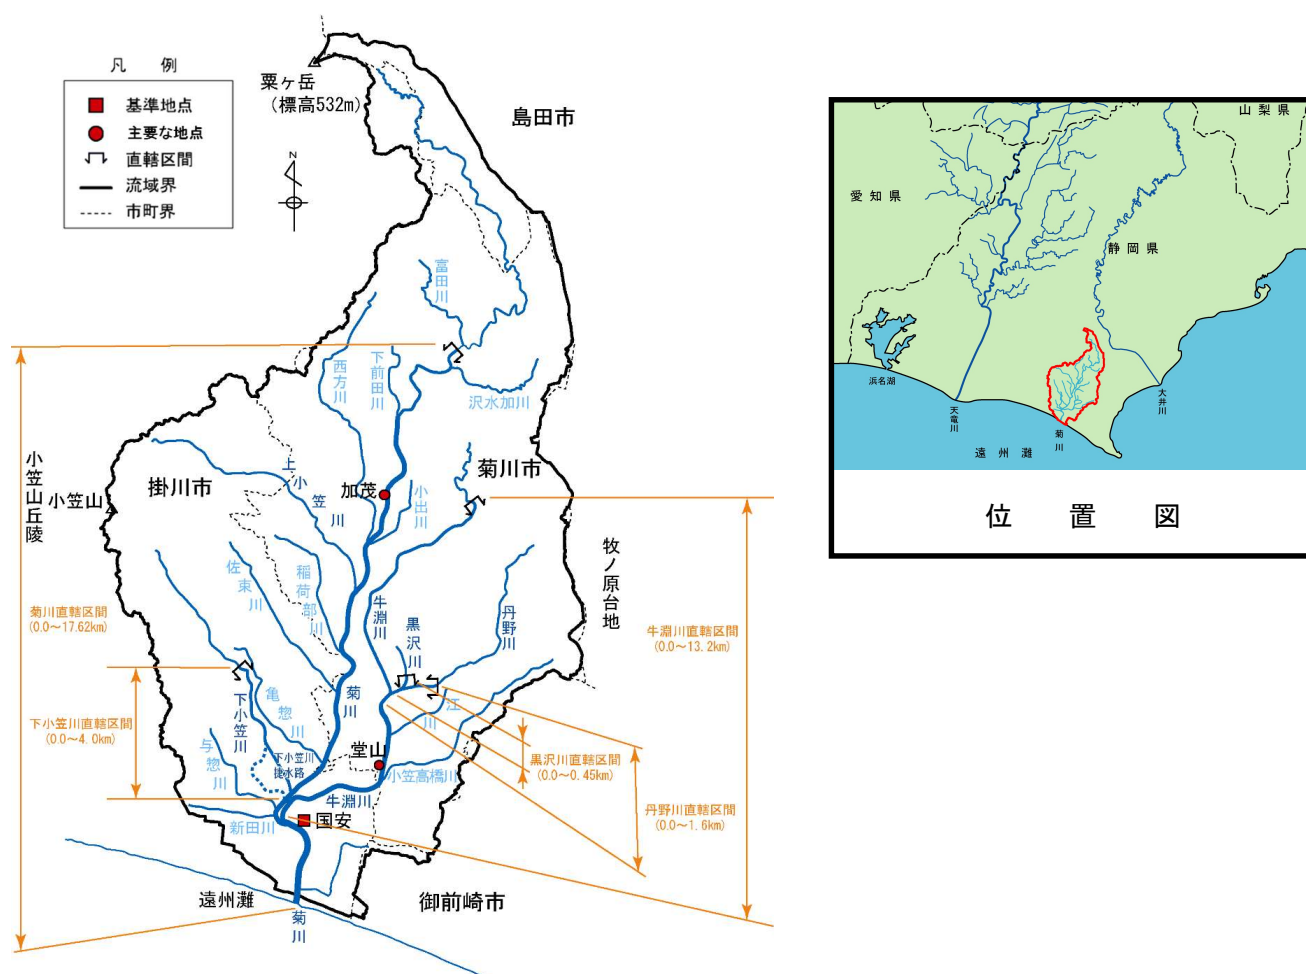 凡 例
基準地点
主要な地点
直轄区間
流域界
市町界
粟ヶ岳
(標高532m)
島田市
N
富田川
西方川
下前田川
沢水加川
小笠山丘陵
小笠山
掛川市
上小笠川
加茂
小出川
菊川市
牧ノ原台地
佐束川
稲荷部川
牛淵川
黒沢川
丹野川
菊川直轄区間
(0.0~17.62km)
牛淵川直轄区間
(0.0~13.2km)
下小笠川
亀惣川
菊川
江川
下小笠川直轄区間
(0.0~4.0km)
与惣川
下小笠川
捷水路
堂山
小笠高橋川
黒沢川直轄区間
(0.0~0.45km)
丹野川直轄区間
(0.0~1.6km)
牛淵川
新田川
国安
遠州灘
菊川
御前崎市
山梨県
愛知県
静岡県
浜名湖
天竜川
菊川
大井川
遠州灘
位置図